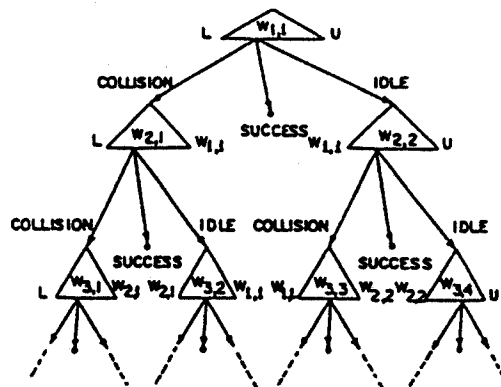 L w1,1 U
COLLISION IDLE
SUCCESS
L w2,1 w1,1 w1,1 w2,2 U
COLLISION IDLE COLLISION IDLE
SUCCESS SUCCESS
L w3,1 w2,1 w2,1 w3,2 w1,1 w1,1 w3,3 w2,2 w2,2 w3,4 U